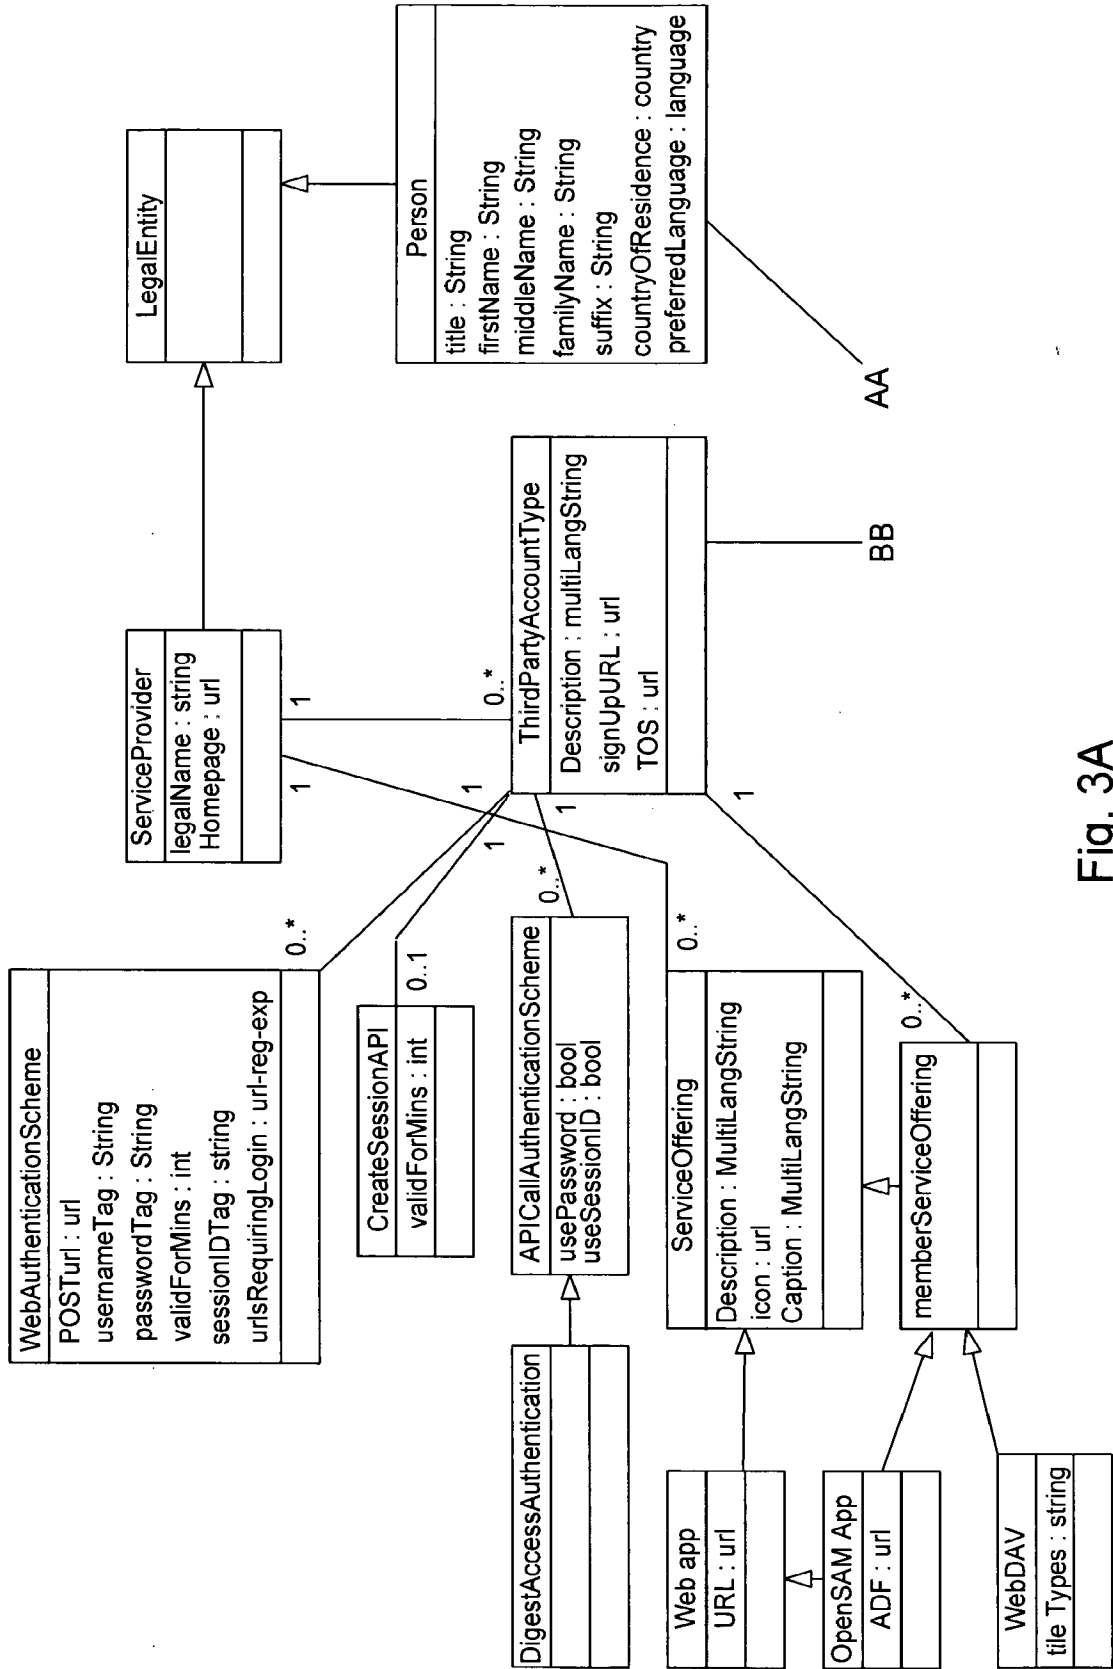 WebAuthenticationScheme
POSTurl : url
usernameTag : String
passwordTag : String
validForMins : int
sessionIDTag : string
urlsRequiringLogin : url-reg-exp
0..*
ServiceProvider
legalName : string
Homepage : url
1
1
LegalEntity
CreateSessionAPI
validForMins : int
0..1
1
1
Person
title : String
firstName : String
middleName : String
familyName : String
suffix : String
countryOfResidence : country
preferredLanguage : language
DigestAccessAuthentication
APICallAuthenticationScheme
usePassword : bool
useSessionID : bool
0..*
1
0..*
ThirdPartyAccountType
Description : multiLangString
signUpURL : url
TOS : url
1
Web app
URL : url
ServiceOffering
Description : MultiLangString
icon : url
Caption : MultiLangString
0..*
OpenSAM App
ADF : url
memberServiceOffering
0..*
BB
AA
WebDAV
tile Types : string
Fig. 3A